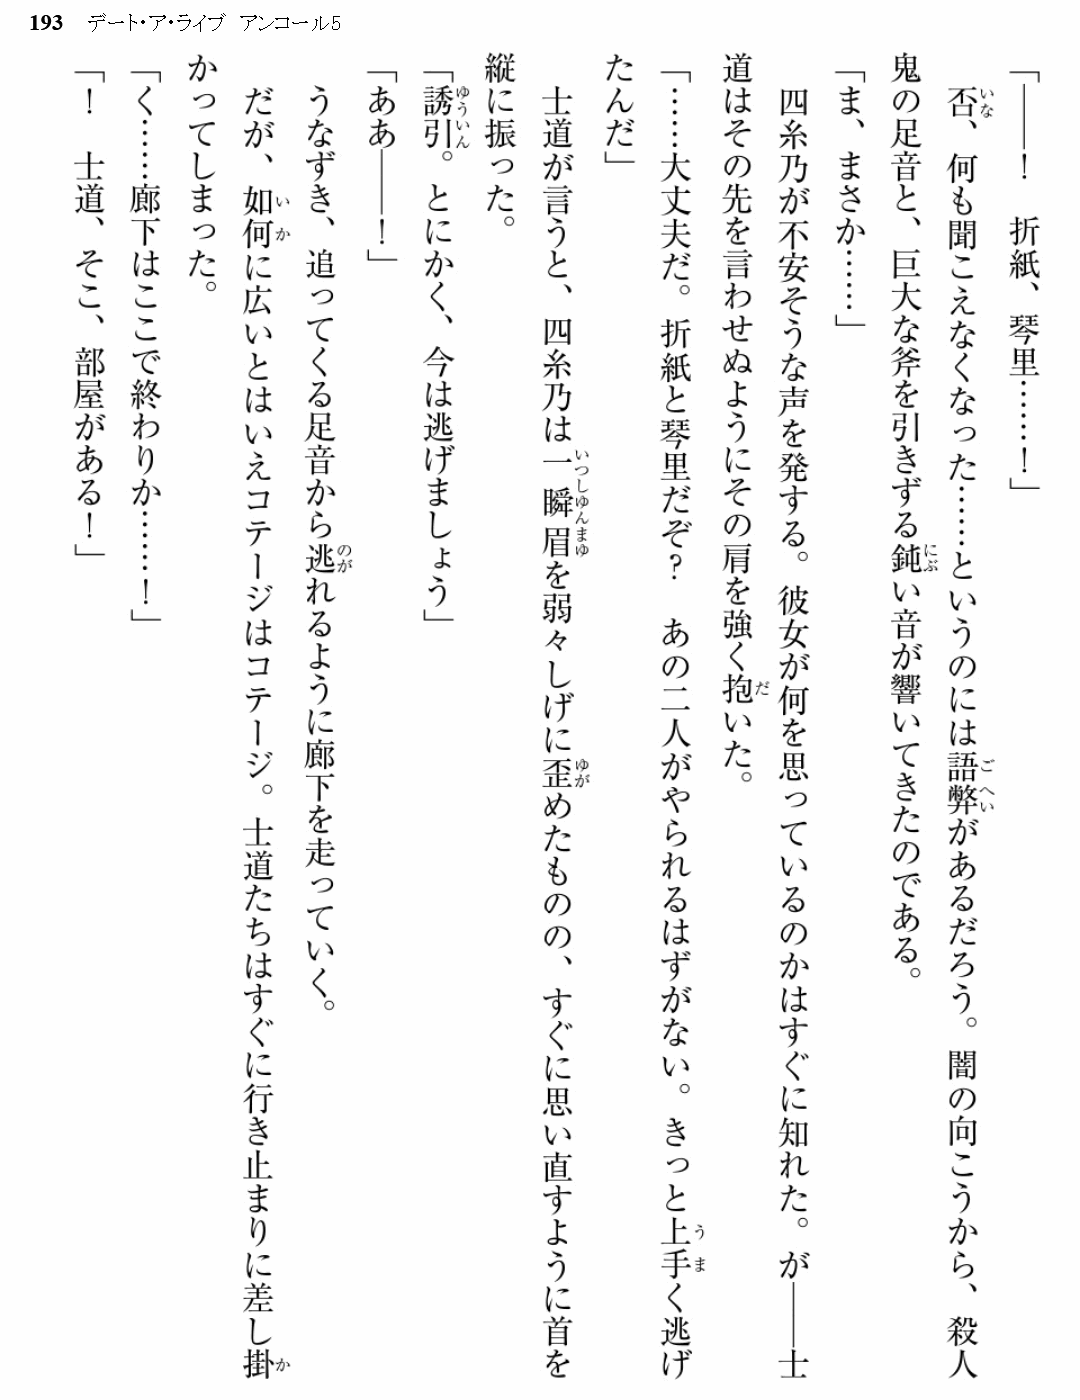 193 デート・ア・ライブ アンコール5
「――！　折紙、琴里……！」
　否、何も聞こえなくなった……というのには語弊があるだろう。闇の向こうから、殺人
鬼の足音と、巨大な斧を引きずる鈍い音が響いてきたのである。
「ま、まさか……」
　四糸乃が不安そうな声を発する。彼女が何を思っているのかはすぐに知れた。が――士
道はその先を言わせぬようにその肩を強く抱いた。
「……大丈夫だ。折紙と琴里だぞ？　あの二人がやられるはずがない。きっと上手く逃げ
たんだ」
　士道が言うと、四糸乃は一瞬眉を弱々しげに歪めたものの、すぐに思い直すように首を
縦に振った。
「誘引。とにかく、今は逃げましょう」
「ああ――！」
　うなずき、追ってくる足音から逃れるように廊下を走っていく。
　だが、如何に広いとはいえコテージはコテージ。士道たちはすぐに行き止まりに差し掛
かってしまった。
「く……廊下はここで終わりか……！」
「！　士道、そこ、部屋がある！」